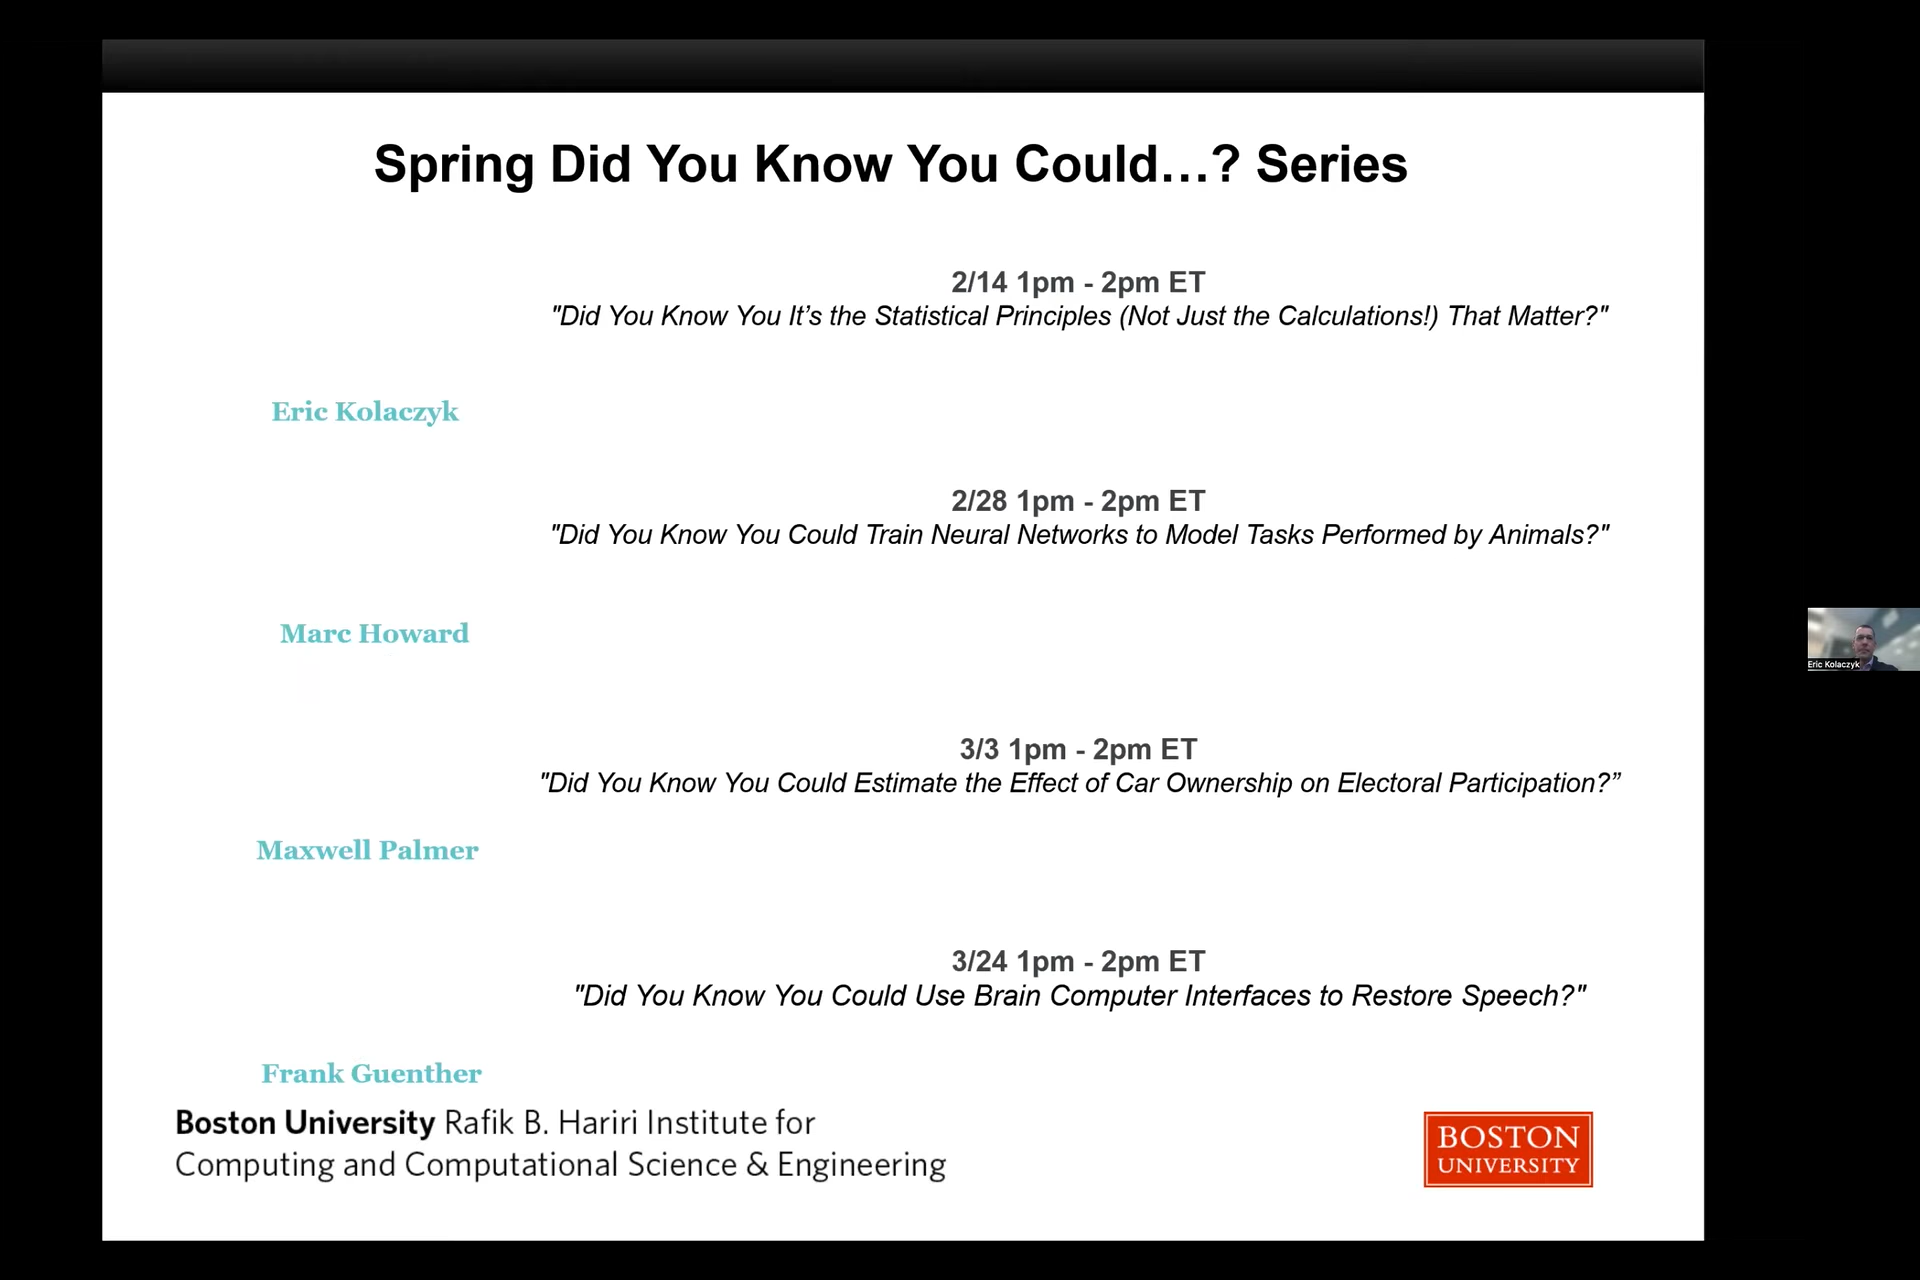 Spring Did You Know You Could…? Series
2/14 1pm - 2pm ET
"Did You Know You It’s the Statistical Principles (Not Just the Calculations!) That Matter?"
Eric Kolaczyk
2/28 1pm - 2pm ET
"Did You Know You Could Train Neural Networks to Model Tasks Performed by Animals?"
Marc Howard
Eric Kolaczyk
3/3 1pm - 2pm ET
"Did You Know You Could Estimate the Effect of Car Ownership on Electoral Participation?”
Maxwell Palmer
3/24 1pm - 2pm ET
"Did You Know You Could Use Brain Computer Interfaces to Restore Speech?"
Frank Guenther
Boston University Rafik B. Hariri Institute for
Computing and Computational Science & Engineering
BOSTON
UNIVERSITY